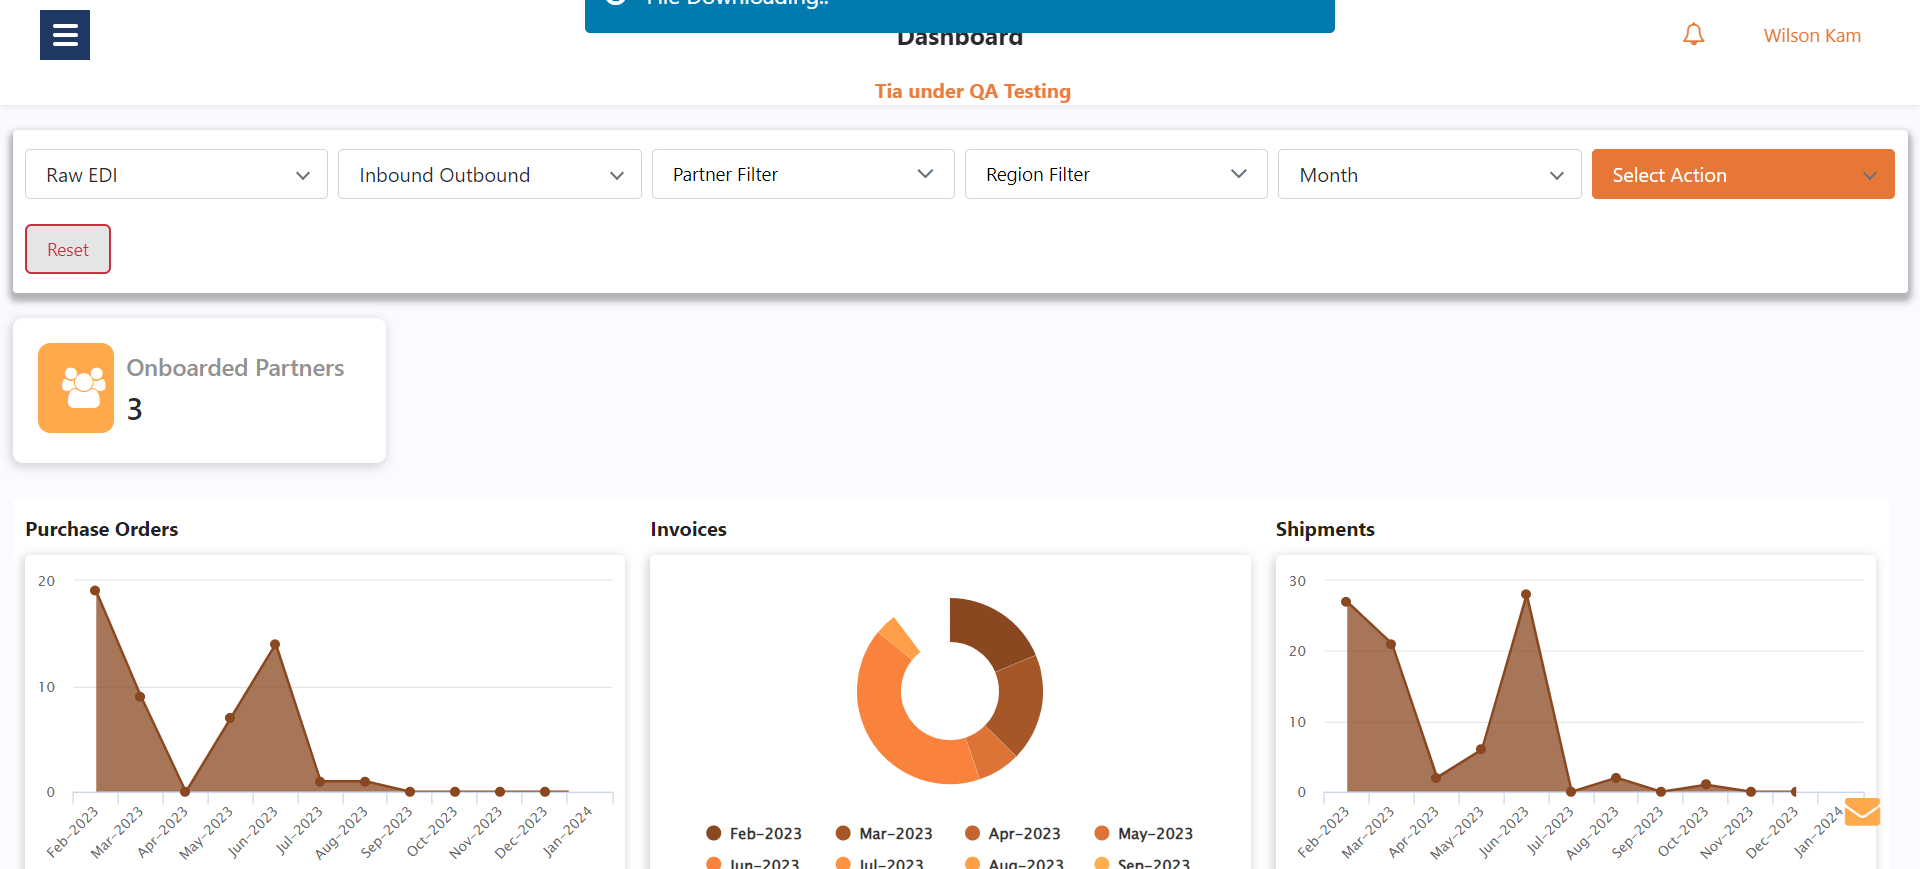 File Downloading..
Dashboard
Wilson Kam
Tia under QA Testing
Raw EDI
Inbound Outbound
Partner Filter
Region Filter
Month
Select Action
Reset
Onboarded Partners
3
Purchase Orders
20
10
0
Feb-2023
Mar-2023
Apr-2023
May-2023
Jun-2023
Jul-2023
Aug-2023
Sep-2023
Oct-2023
Nov-2023
Dec-2023
Jan-2024
Invoices
Feb-2023
Mar-2023
Apr-2023
May-2023
Jun-2023
Jul-2023
Aug-2023
Sep-2023
Shipments
30
20
10
0
Feb-2023
Mar-2023
Apr-2023
May-2023
Jun-2023
Jul-2023
Aug-2023
Sep-2023
Oct-2023
Nov-2023
Dec-2023
Jan-2024